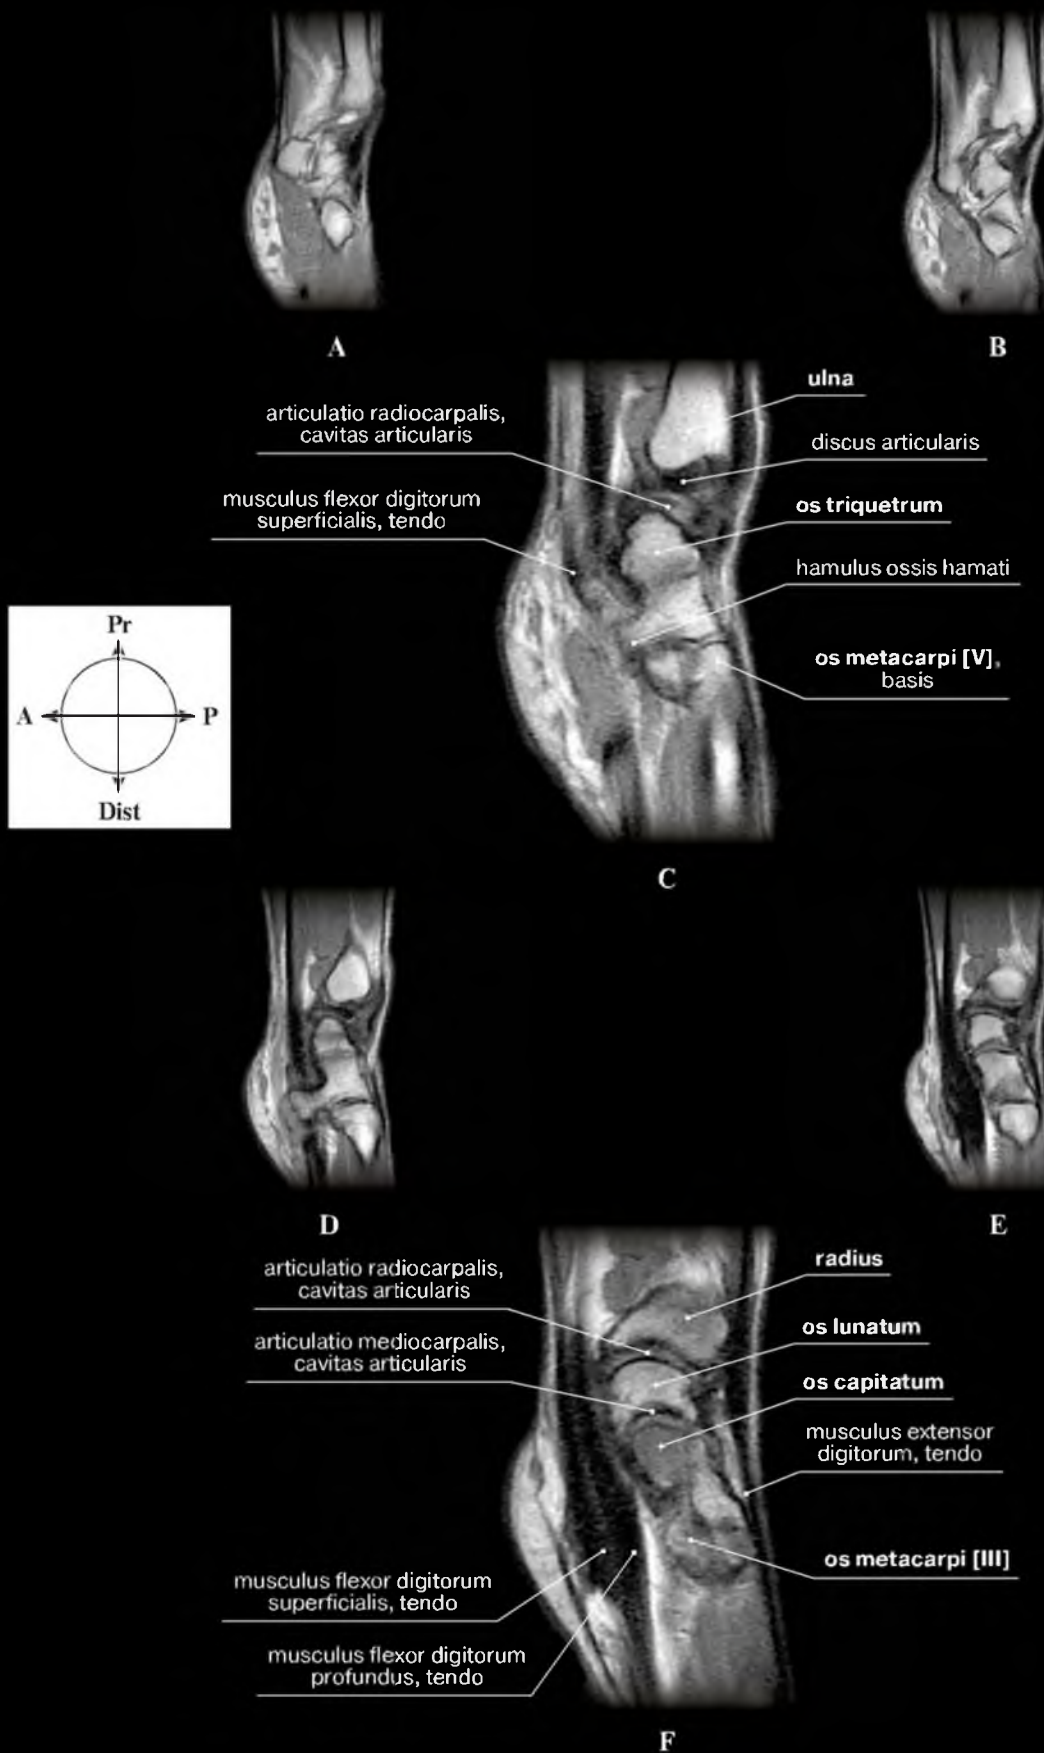 A
B
ulna
articulatio radiocarpalis,
cavitas articularis
discus articularis
musculus flexor digitorum
superficialis, tendo
os triquetrum
hamulus ossis hamati
os metacarpi [V],
basis
Pr
A
P
Dist
C
D
E
articulatio radiocarpalis,
cavitas articularis
radius
articulatio mediocarpalis,
cavitas articularis
os lunatum
os capitatum
musculus extensor
digitorum, tendo
os metacarpi [III]
musculus flexor digitorum
superficialis, tendo
musculus flexor digitorum
profundus, tendo
F